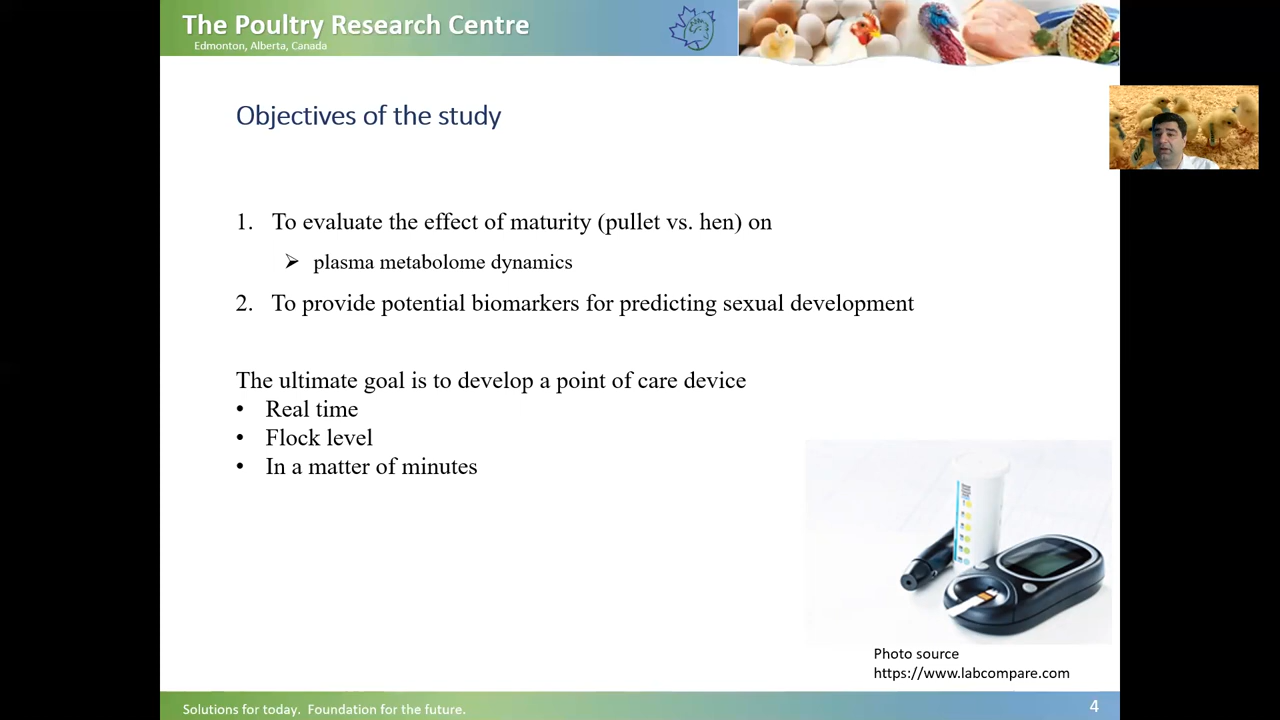 The Poultry Research Centre
Edmonton, Alberta, Canada
Objectives of the study
1. To evaluate the effect of maturity (pullet vs. hen) on
➢ plasma metabolome dynamics
2. To provide potential biomarkers for predicting sexual development
The ultimate goal is to develop a point of care device
• Real time
• Flock level
• In a matter of minutes
Photo source
https://www.labcompare.com
Solutions for today. Foundation for the future.
4